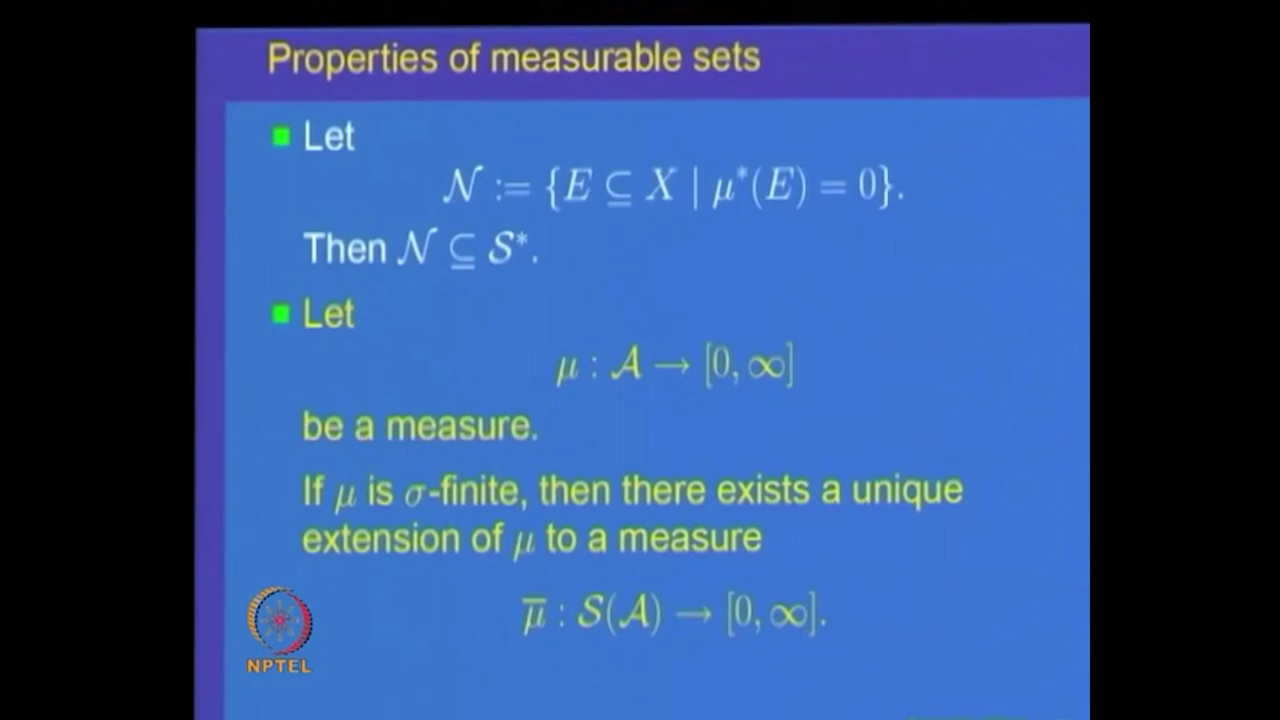 Properties of measurable sets
Let
𝒩 := {E ⊆ X | μ*(E) = 0}.
Then 𝒩 ⊆ 𝒮*.
Let
μ : 𝒜 → [0, ∞]
be a measure.
If μ is σ-finite, then there exists a unique
extension of μ to a measure
μ̅ : 𝒮(𝒜) → [0, ∞].
NPTEL